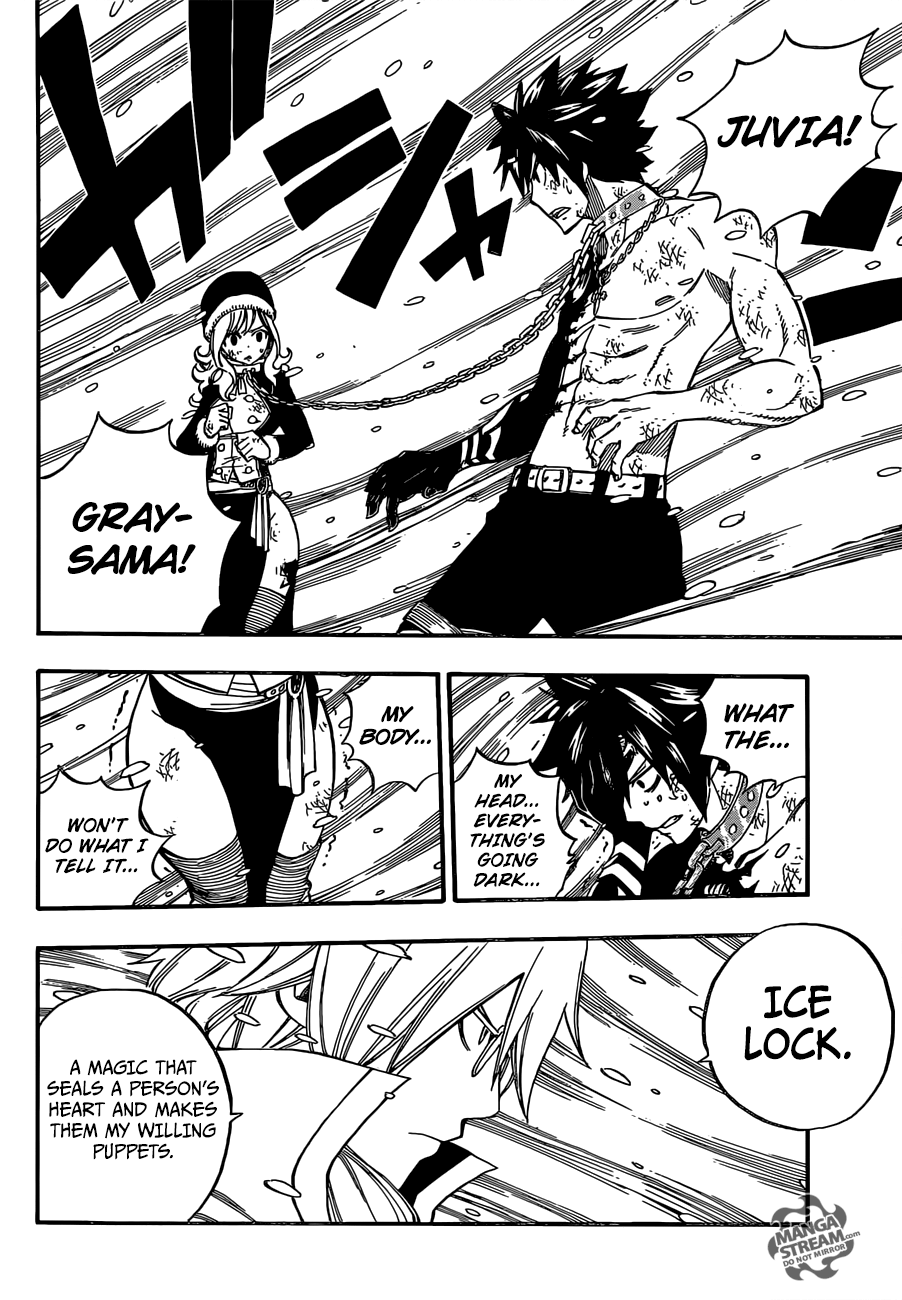 JUVIA!
GRAY-
SAMA!
WHAT
THE...
MY
HEAD...
EVERY-
THING'S
GOING
DARK...
MY
BODY...
WON'T
DO WHAT I
TELL IT...
ICE
LOCK.
A MAGIC THAT
SEALS A PERSON'S
HEART AND MAKES
THEM MY WILLING
PUPPETS.
MANGA
STREAM.com
DO NOT MIRROR